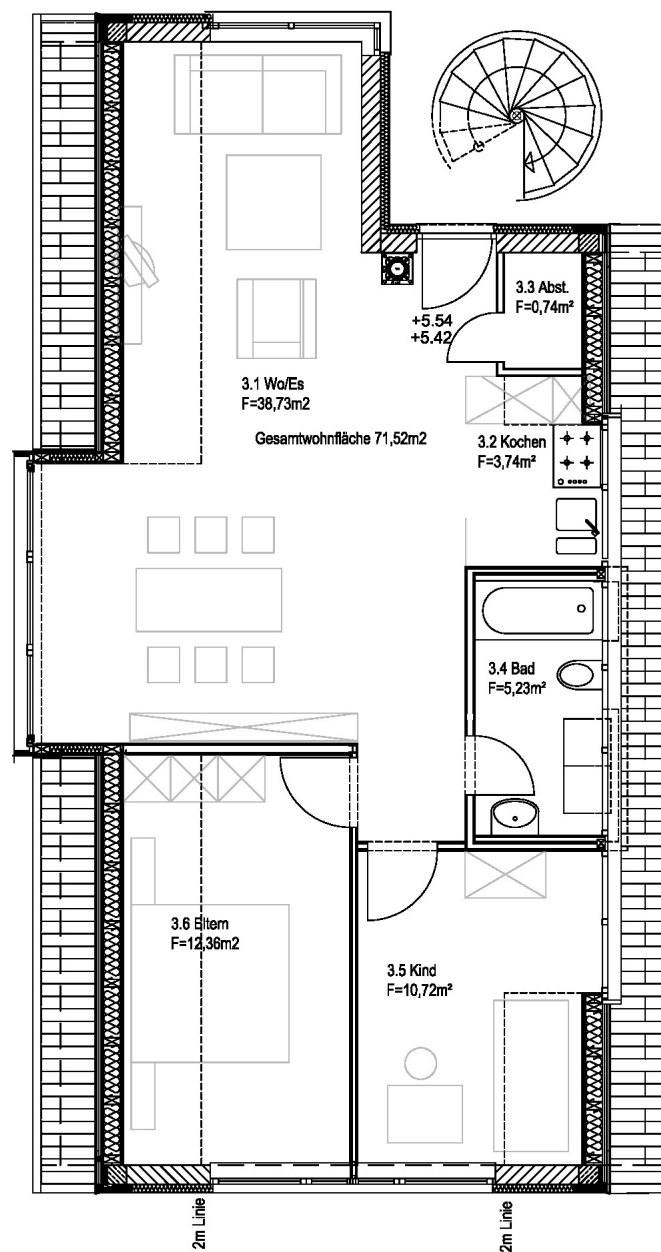 3.3 Abst.
F=0,74m²
+5.54
+5.42
3.1 Wo/Es
F=38,73m2
Gesamtwohnfläche 71,52m2
3.2 Kochen
F=3,74m²
3.4 Bad
F=5,23m²
3.6 Eltern
F=12,36m2
3.5 Kind
F=10,72m²
2m Linie
2m Linie